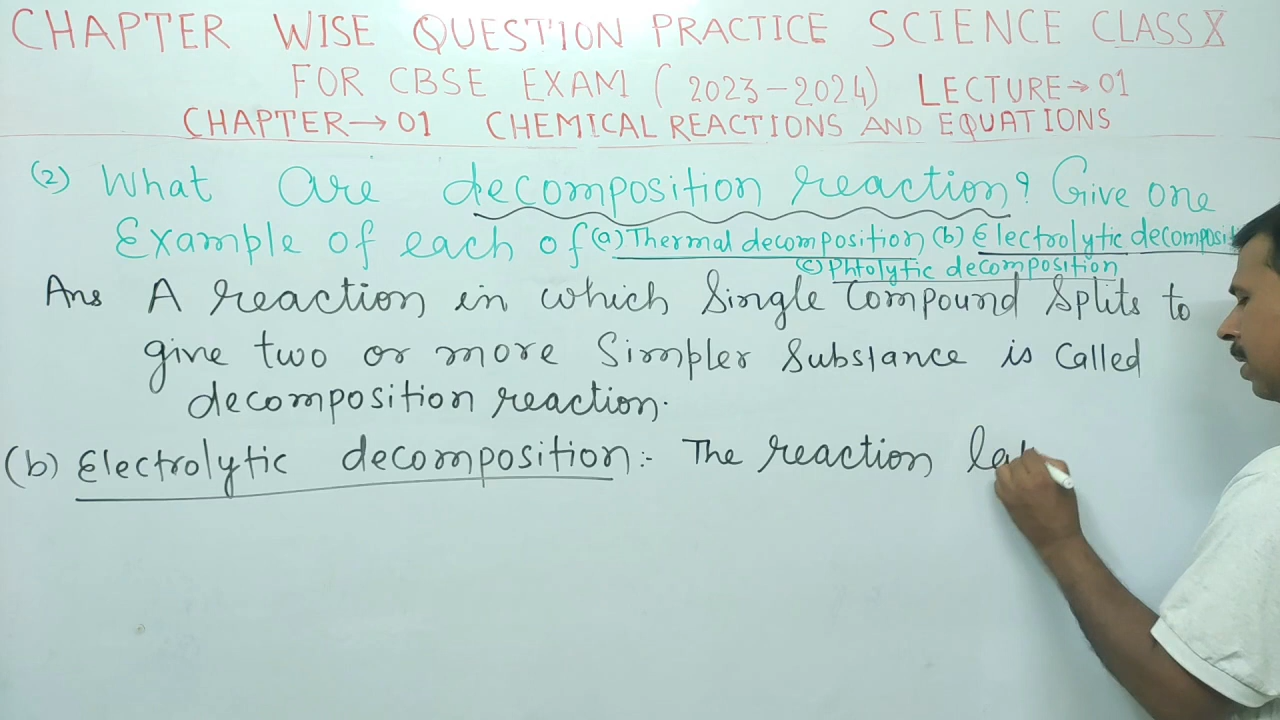 CHAPTER WISE QUESTION PRACTICE SCIENCE CLASS X
FOR CBSE EXAM (2023-2024) LECTURE→01
CHAPTER→01 CHEMICAL REACTIONS AND EQUATIONS
(2) What are decomposition reaction? Give one
Example of each of (a) Thermal decomposition (b) Electrolytic decomposit
(c) Phtolytic decomposition
Ans A reaction in which Single Compound Splits to
give two or more Simpler Substance is called
decomposition reaction.
(b) Electrolytic decomposition:- The reaction